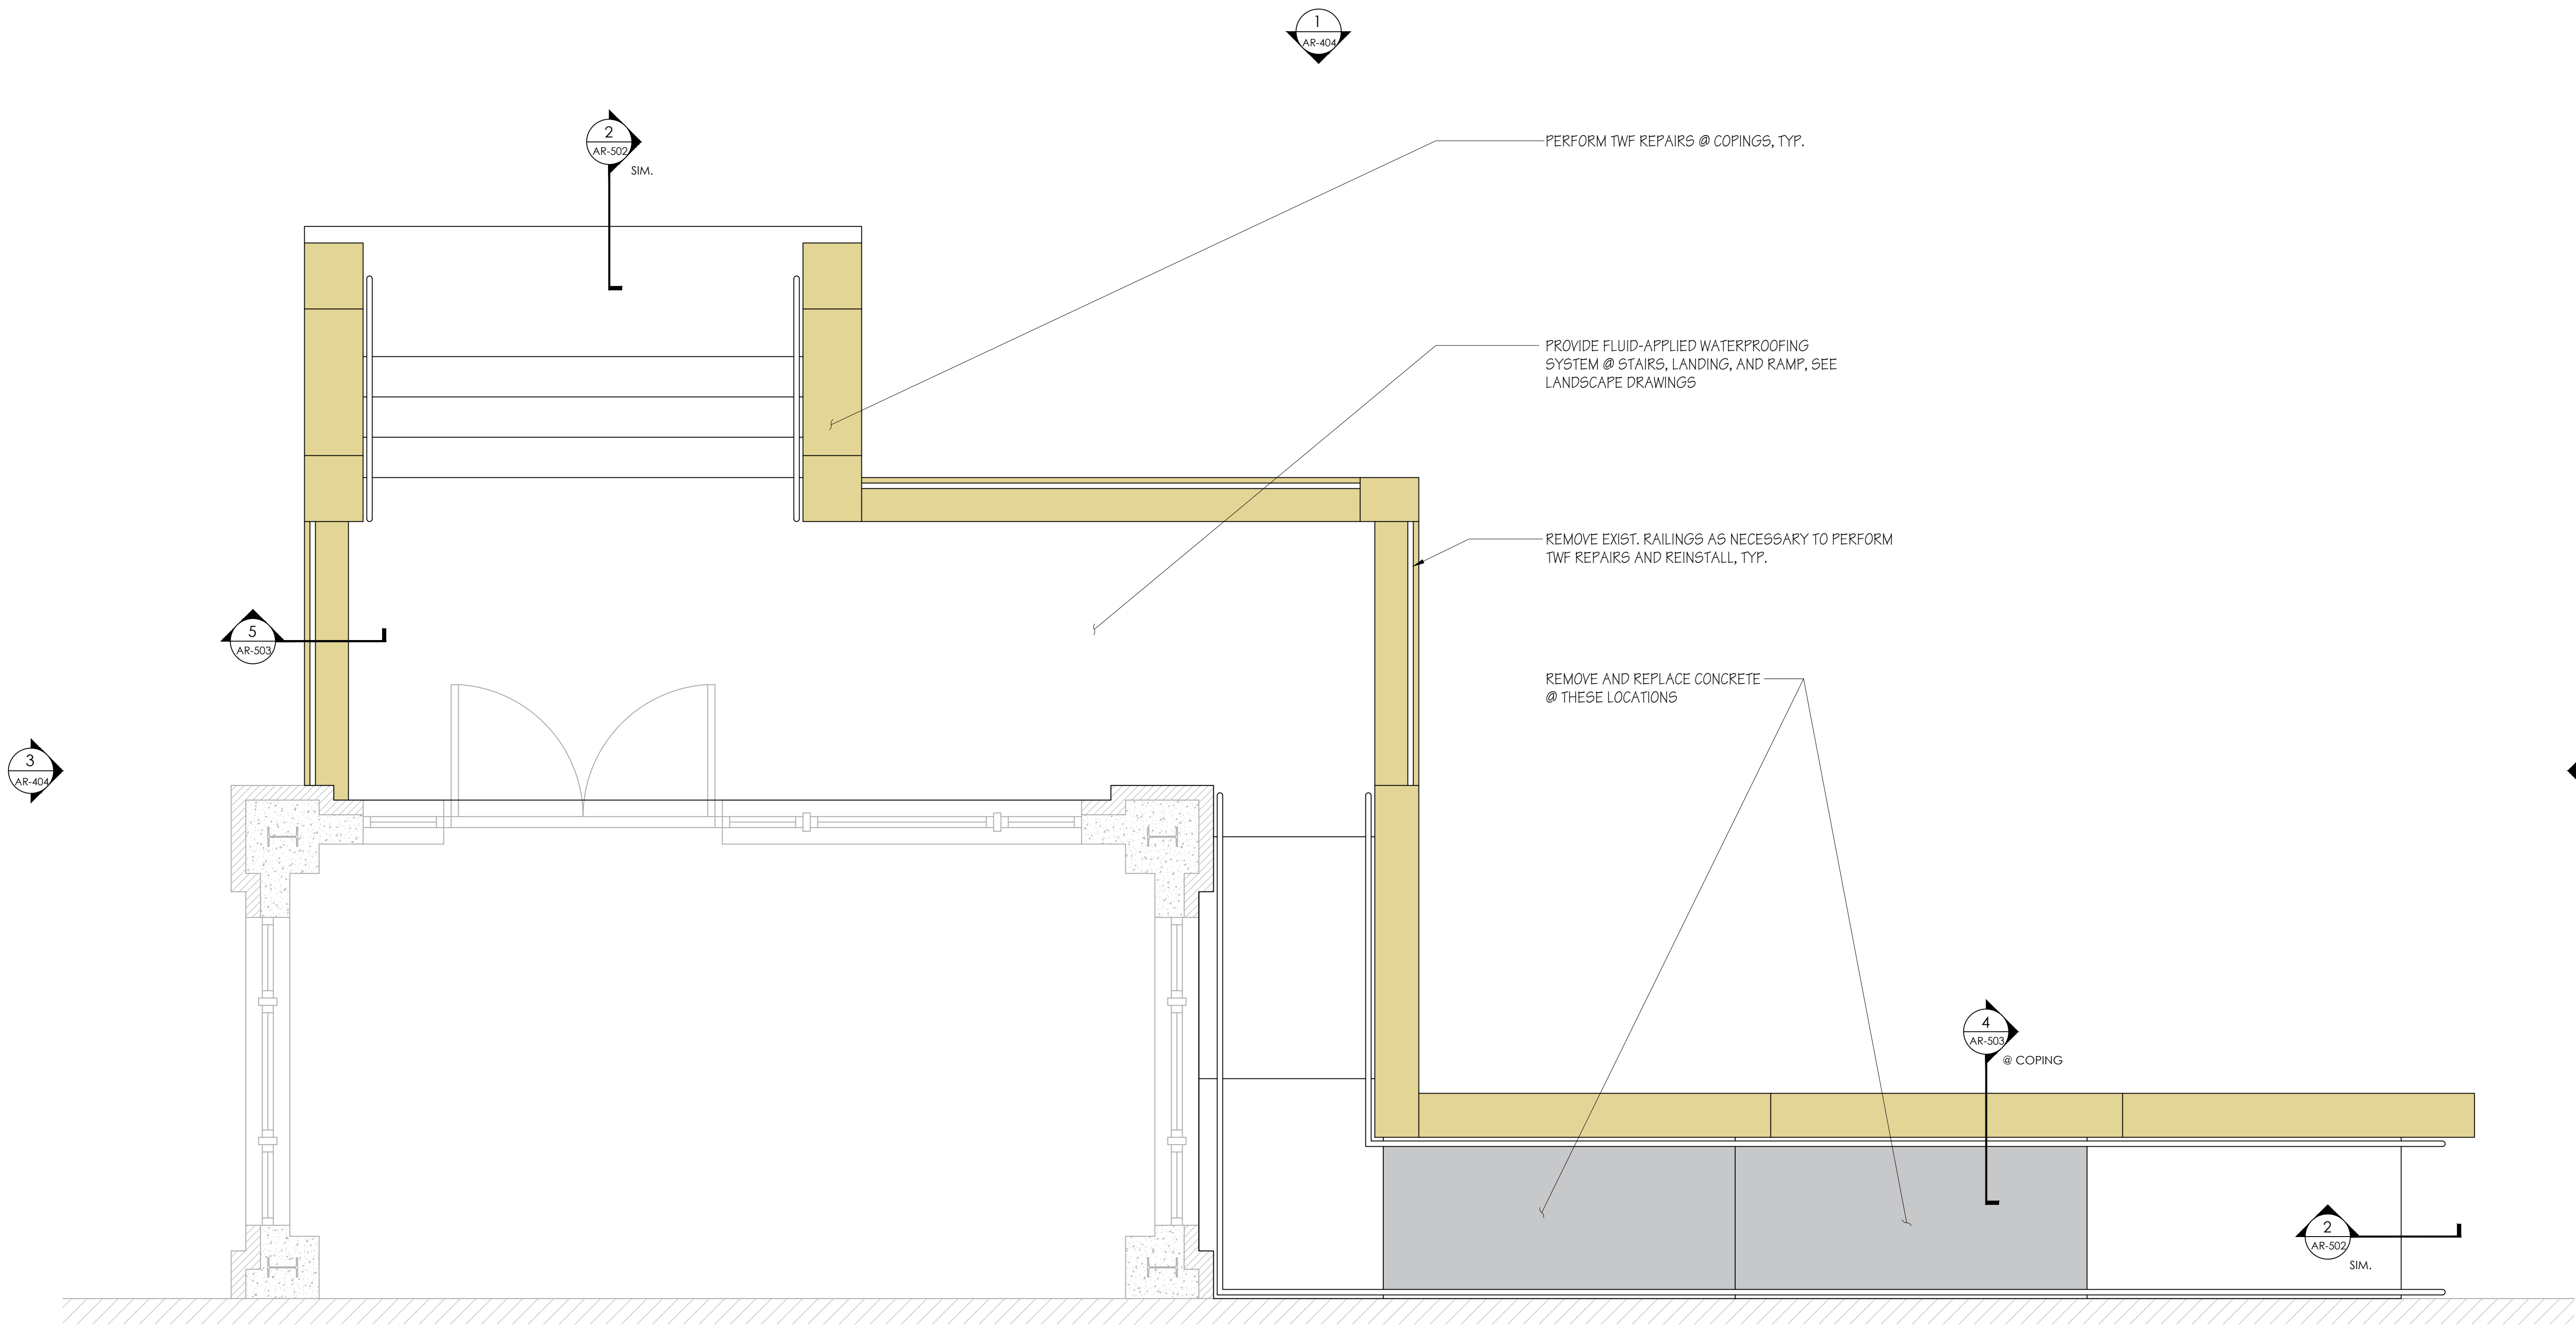 1
AR-404
2
AR-502
SIM.
PERFORM TWF REPAIRS @ COPINGS, TYP.
PROVIDE FLUID-APPLIED WATERPROOFING
SYSTEM @ STAIRS, LANDING, AND RAMP, SEE
LANDSCAPE DRAWINGS
REMOVE EXIST. RAILINGS AS NECESSARY TO PERFORM
TWF REPAIRS AND REINSTALL, TYP.
5
AR-503
REMOVE AND REPLACE CONCRETE
@ THESE LOCATIONS
3
AR-404
4
AR-503
@ COPING
2
AR-502
SIM.